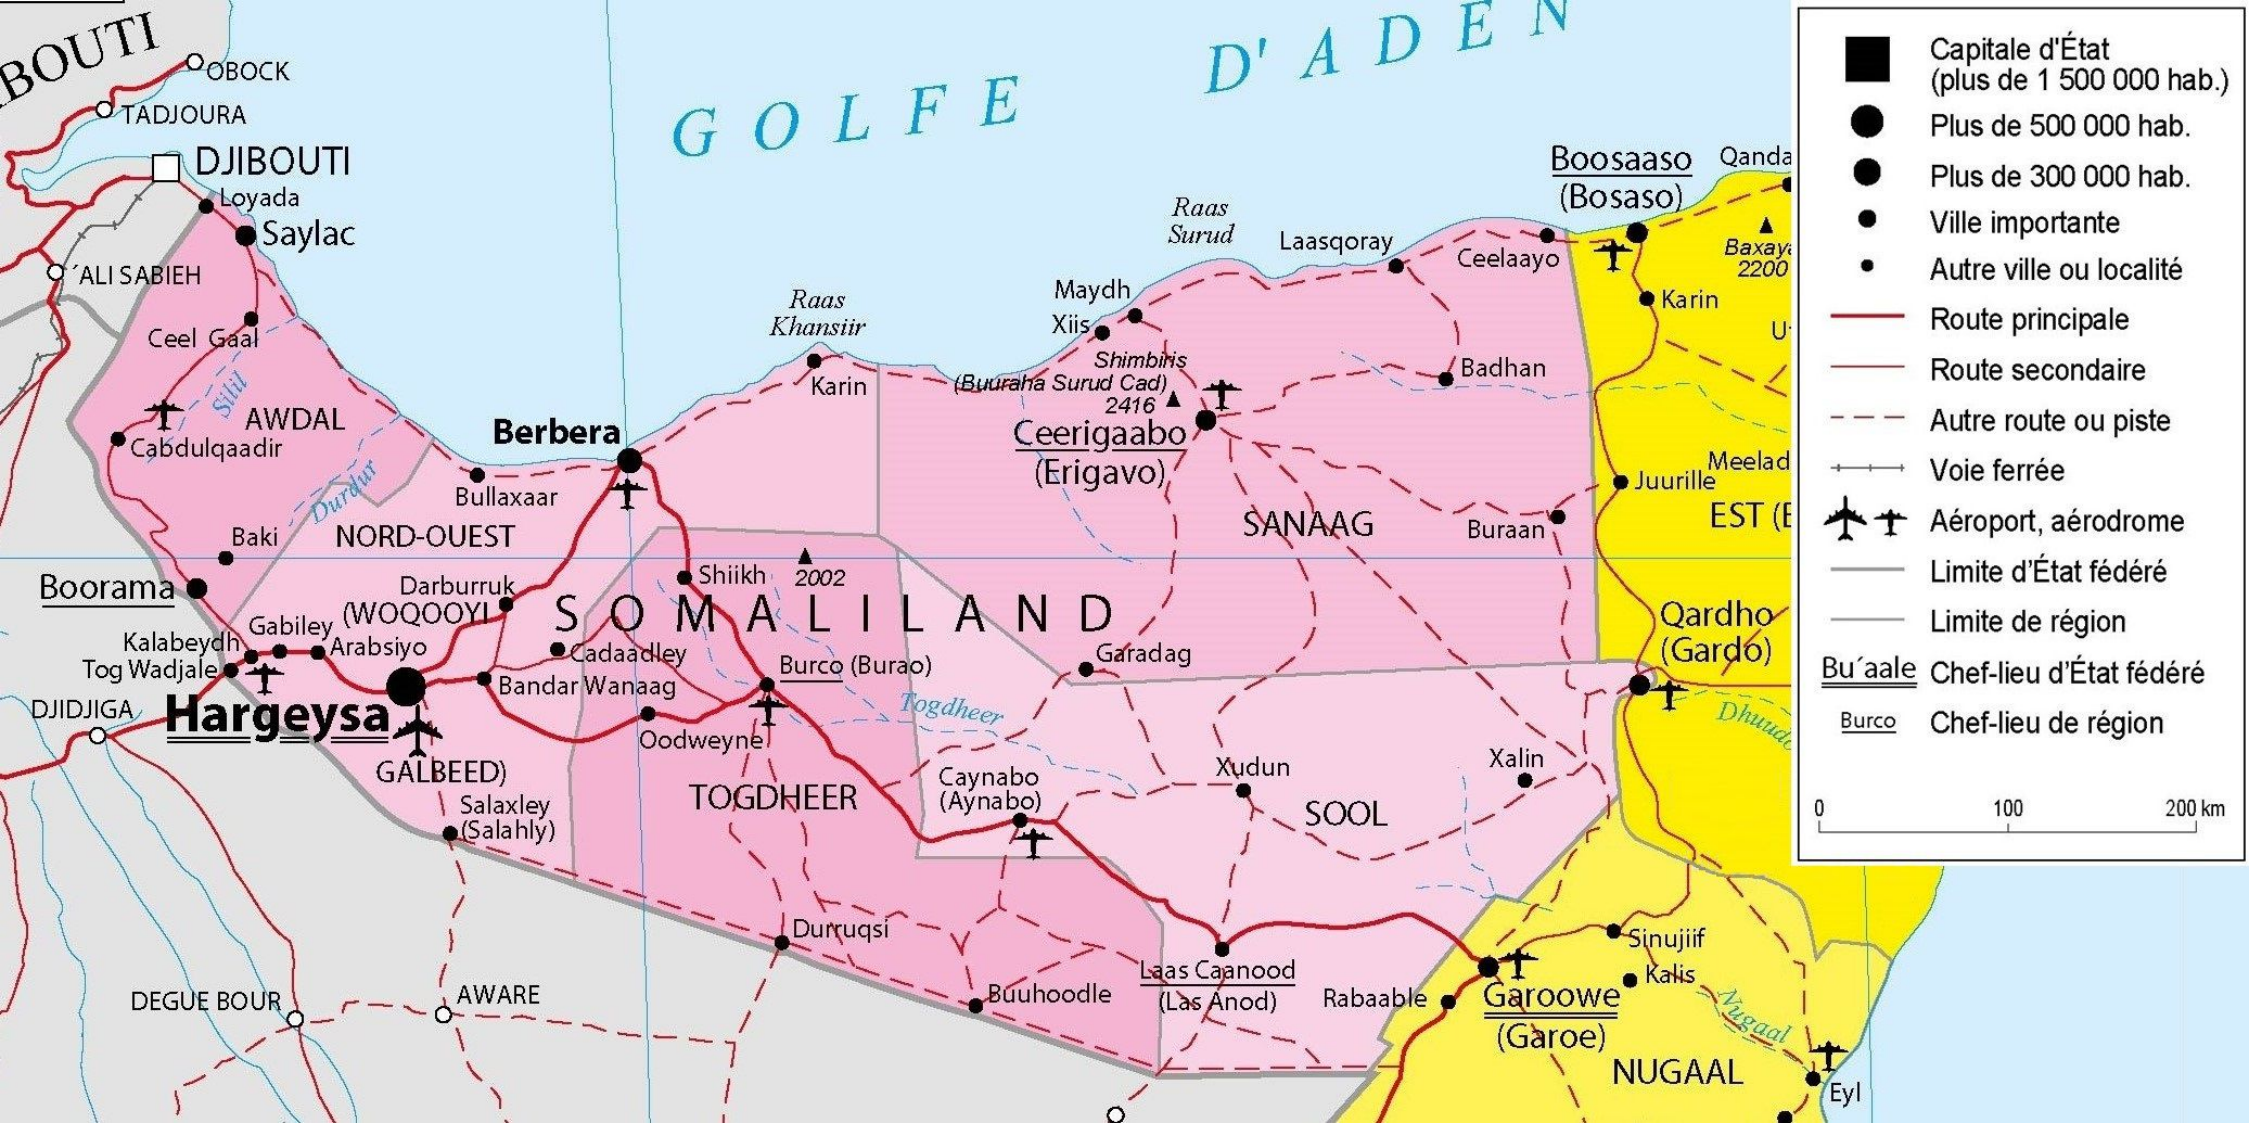 BOUTI
OBOCK
TADJOURA
DJIBOUTI
Loyada
Saylac
´ALI SABIEH
Ceel Gaal
Silil
AWDAL
Cabdulqaadir
Durdur
Baki
Boorama
GOLFE D'ADEN
Raas
Khansiir
Karin
Berbera
Bullaxaar
NORD-OUEST
Darburruk
(WOQOOYI
Gabiley
Kalabeydh
Arabsiyo
Tog Wadjale
Hargeysa
DJIDJIGA
GALBEED)
Salaxley
(Salahly)
DEGUE BOUR
AWARE
SOMALILAND
Shiikh
2002
Cadaadley
Bandar Wanaag
Burco (Burao)
Oodweyne
Togdheer
TOGDHEER
Durruqsi
Buuhoodle
Raas
Surud
Maydh
Xiis
Shimbiris
(Buuraha Surud Cad)
2416
Ceerigaabo
(Erigavo)
Laasqoray
Ceelaayo
Badhan
SANAAG
Buraan
Garadag
Caynabo
(Aynabo)
Xudun
Xalin
SOOL
Laas Caanood
(Las Anod)
Rabaable
Boosaaso
(Bosaso)
Qanda
Baxaya
2200
Karin
Juurille
Meelad
EST (
Qardho
(Gardo)
Sinujiif
Kalis
Garoowe
(Garoe)
Nugaal
NUGAAL
Eyl
Capitale d'État
(plus de 1 500 000 hab.)
Plus de 500 000 hab.
Plus de 300 000 hab.
Ville importante
Autre ville ou localité
Route principale
Route secondaire
Autre route ou piste
Voie ferrée
Aéroport, aérodrome
Limite d'État fédéré
Limite de région
Bu´aale Chef-lieu d'État fédéré
Burco Chef-lieu de région
0 100 200 km